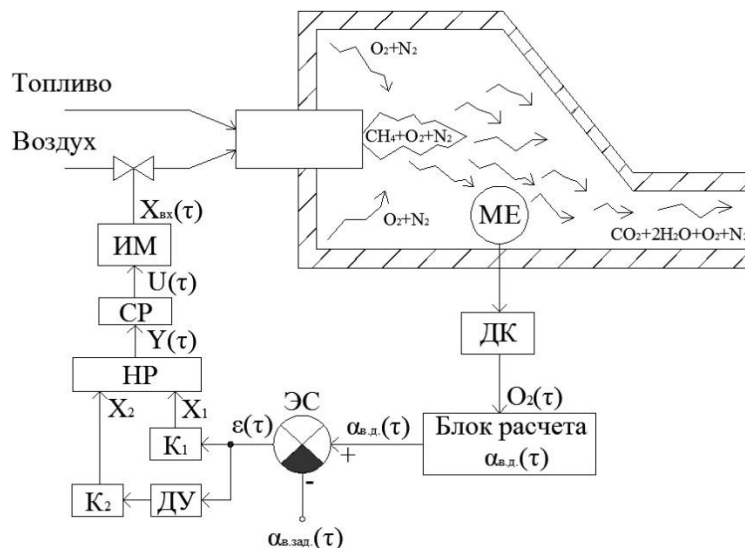 O₂+N₂
Топливо
CH₄+O₂+N₂
Воздух
Xвх(τ)
O₂+N₂
ME
CO₂+2H₂O+O₂+N₂
ИМ
U(τ)
СР
ДК
Y(τ)
НР
ЭС
O₂(τ)
X₂
X₁
ε(τ)
αв.д.(τ)
Блок расчета
αв.д.(τ)
К₁
+
-
К₂
ДУ
αв.зад.(τ)